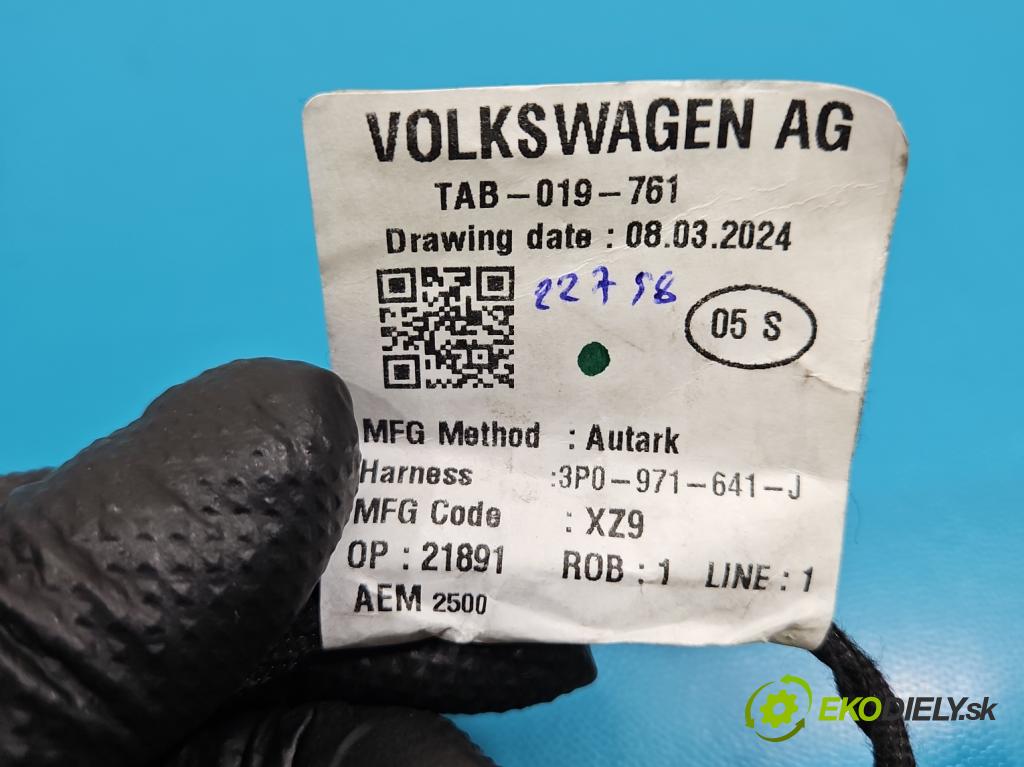 VOLKSWAGEN AG
TAB-019-761
Drawing date : 08.03.2024
22798
05 S
MFG Method : Autark
Harness :3P0-971-641-J
MFG Code : XZ9
OP : 21891 ROB : 1 LINE : 1
AEM 2500
EKODIELY.sk